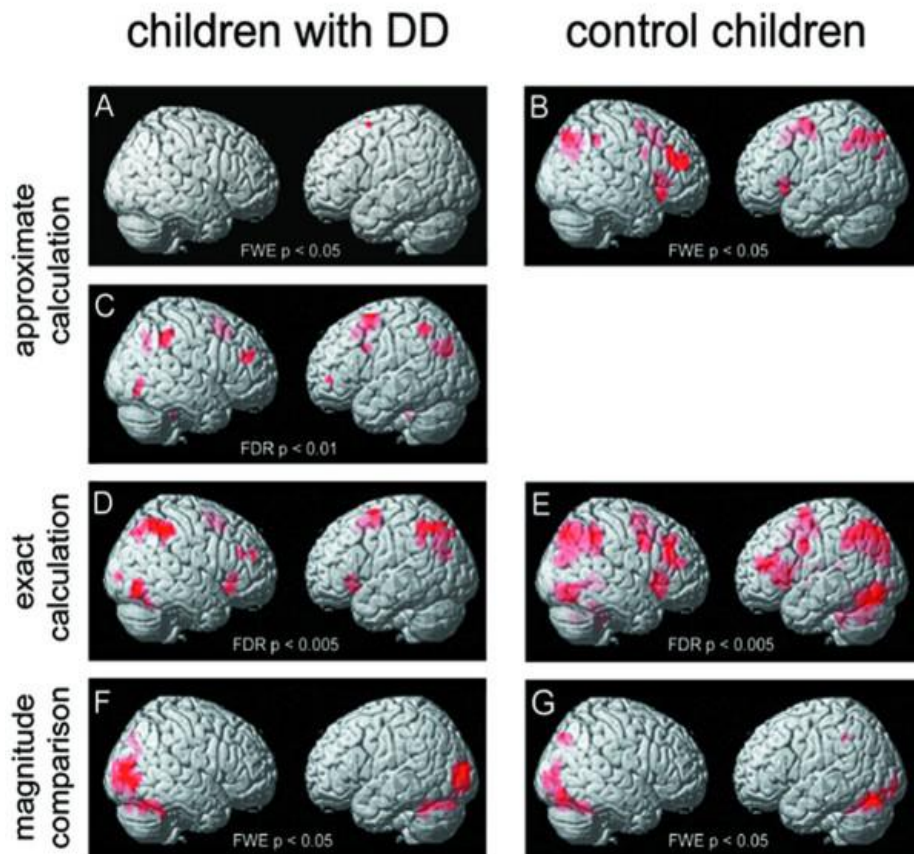 children with DD
control children
approximate
calculation
A
FWE p < 0.05
B
FWE p < 0.05
C
FDR p < 0.01
exact
calculation
D
FDR p < 0.005
E
FDR p < 0.005
magnitude
comparison
F
FWE p < 0.05
G
FWE p < 0.05